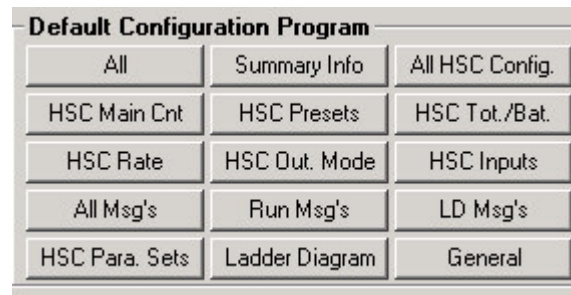 Default Configuration Program
All Summary Info All HSC Config.
HSC Main Cnt HSC Presets HSC Tot./Bat.
HSC Rate HSC Out. Mode HSC Inputs
All Msg's Run Msg's LD Msg's
HSC Para. Sets Ladder Diagram General